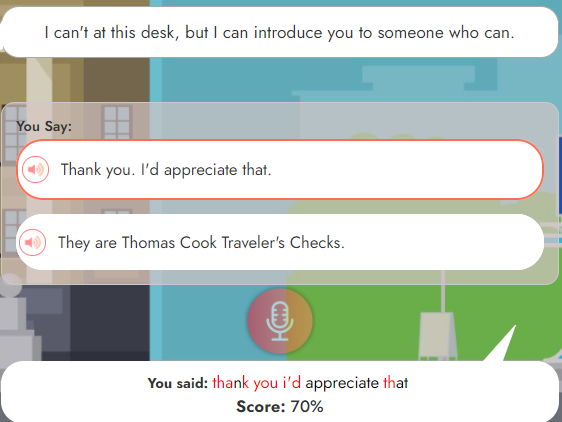 I can't at this desk, but I can introduce you to someone who can.
You Say:
Thank you. I'd appreciate that.
They are Thomas Cook Traveler's Checks.
You said: thank you i'd appreciate that
Score: 70%